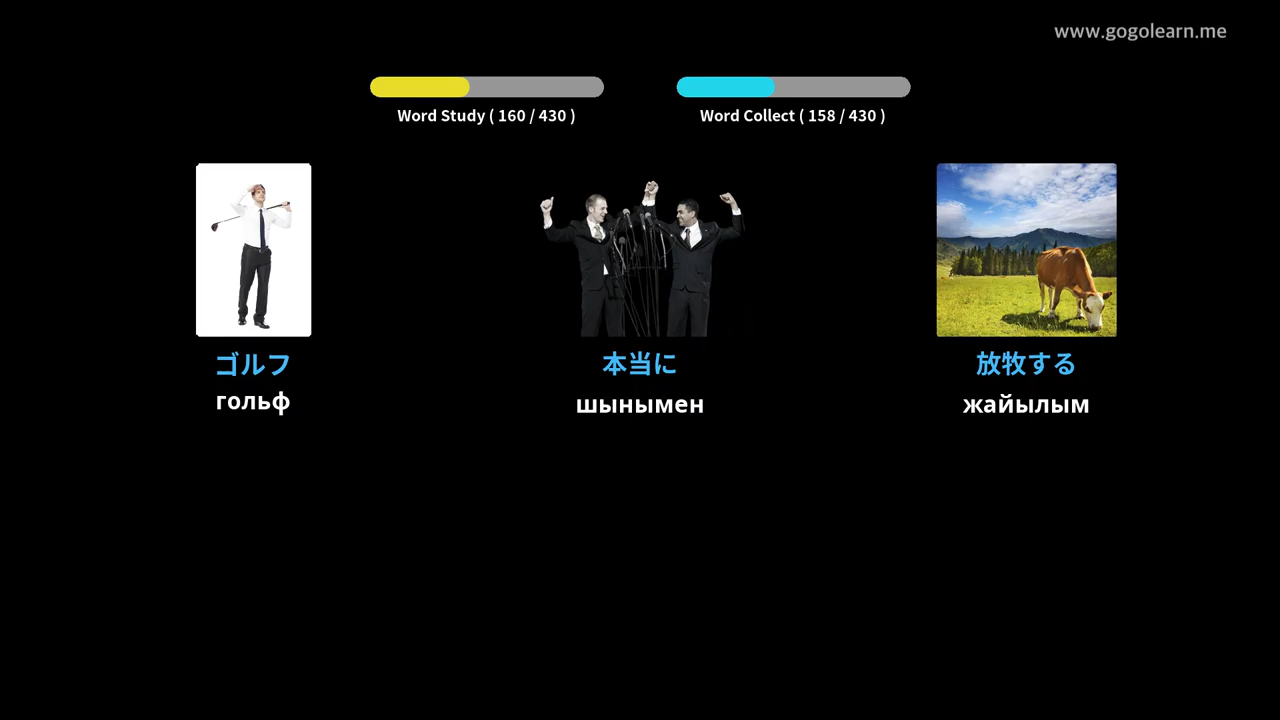 www.gogolearn.me
Word Study ( 160 / 430 )
Word Collect ( 158 / 430 )
ゴルフ
гольф
本当に
шынымен
放牧する
жайылым